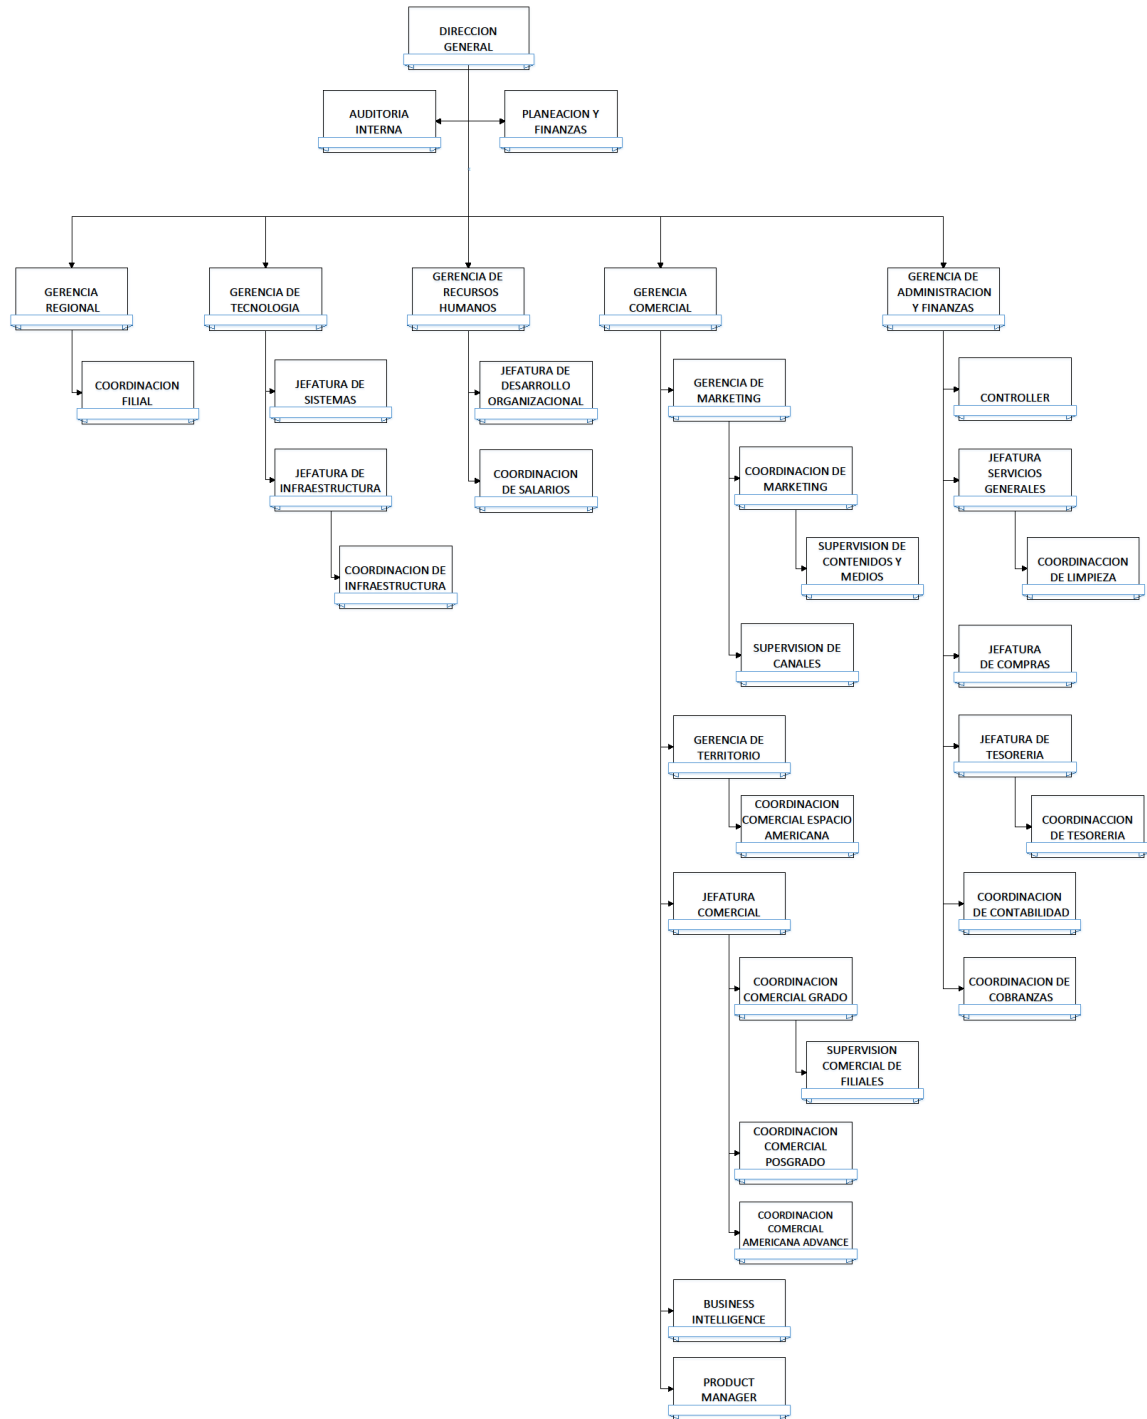 DIRECCION
GENERAL
AUDITORIA
INTERNA
PLANEACION Y
FINANZAS
GERENCIA
REGIONAL
GERENCIA DE
TECNOLOGIA
GERENCIA DE
RECURSOS
HUMANOS
GERENCIA
COMERCIAL
GERENCIA DE
ADMINISTRACION
Y FINANZAS
COORDINACION
FILIAL
JEFATURA DE
SISTEMAS
JEFATURA DE
INFRAESTRUCTURA
COORDINACION DE
INFRAESTRUCTURA
JEFATURA DE
DESARROLLO
ORGANIZACIONAL
COORDINACION
DE SALARIOS
GERENCIA DE
MARKETING
COORDINACION DE
MARKETING
SUPERVISION DE
CONTENIDOS Y
MEDIOS
SUPERVISION DE
CANALES
GERENCIA DE
TERRITORIO
COORDINACION
COMERCIAL ESPACIO
AMERICANA
JEFATURA
COMERCIAL
COORDINACION
COMERCIAL GRADO
SUPERVISION
COMERCIAL DE
FILIALES
COORDINACION
COMERCIAL
POSGRADO
COORDINACION
COMERCIAL
AMERICANA ADVANCE
BUSINESS
INTELLIGENCE
PRODUCT
MANAGER
CONTROLLER
JEFATURA
SERVICIOS
GENERALES
COORDINACCION
DE LIMPIEZA
JEFATURA
DE COMPRAS
JEFATURA DE
TESORERIA
COORDINACCION
DE TESORERIA
COORDINACION
DE CONTABILIDAD
COORDINACION DE
COBRANZAS